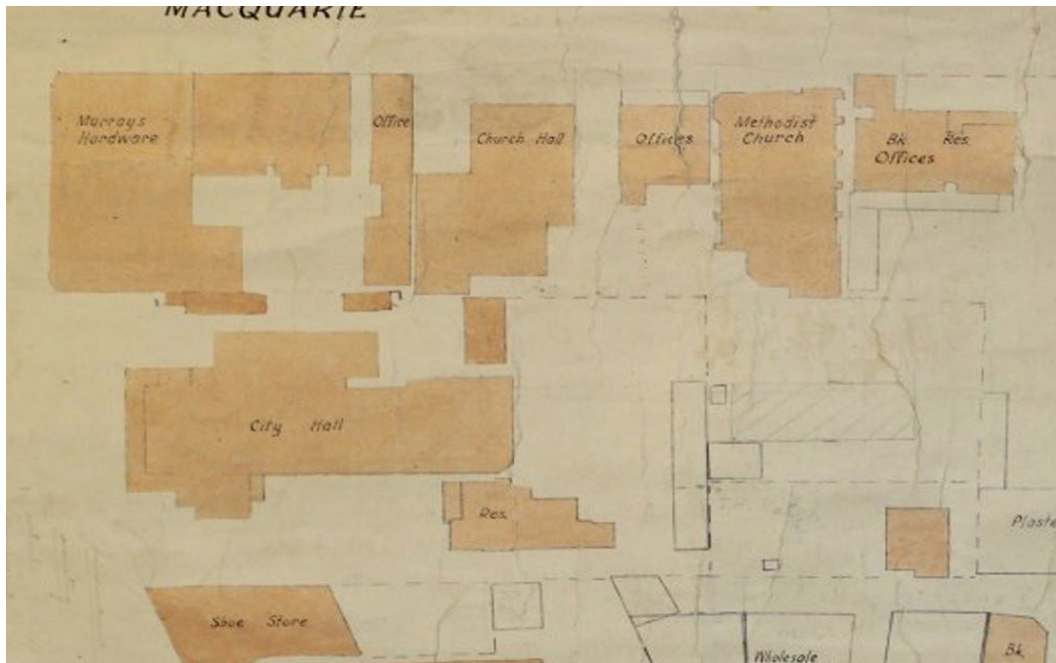 MACQUARIE
Murrays
Hardware
Office
Church Hall
Offices
Methodist
Church
Bk. Res.
Offices
City Hall
Res.
Plaste
Shoe Store
Wholesale
Bk.